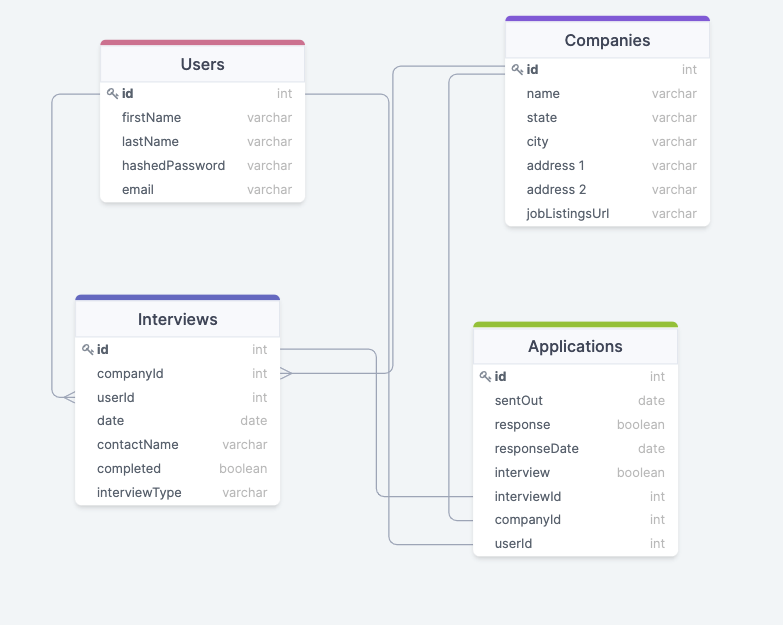 Users
id int
firstName varchar
lastName varchar
hashedPassword varchar
email varchar
Companies
id int
name varchar
state varchar
city varchar
address 1 varchar
address 2 varchar
jobListingsUrl varchar
Interviews
id int
companyId int
userId int
date date
contactName varchar
completed boolean
interviewType varchar
Applications
id int
sentOut date
response boolean
responseDate date
interview boolean
interviewId int
companyId int
userId int